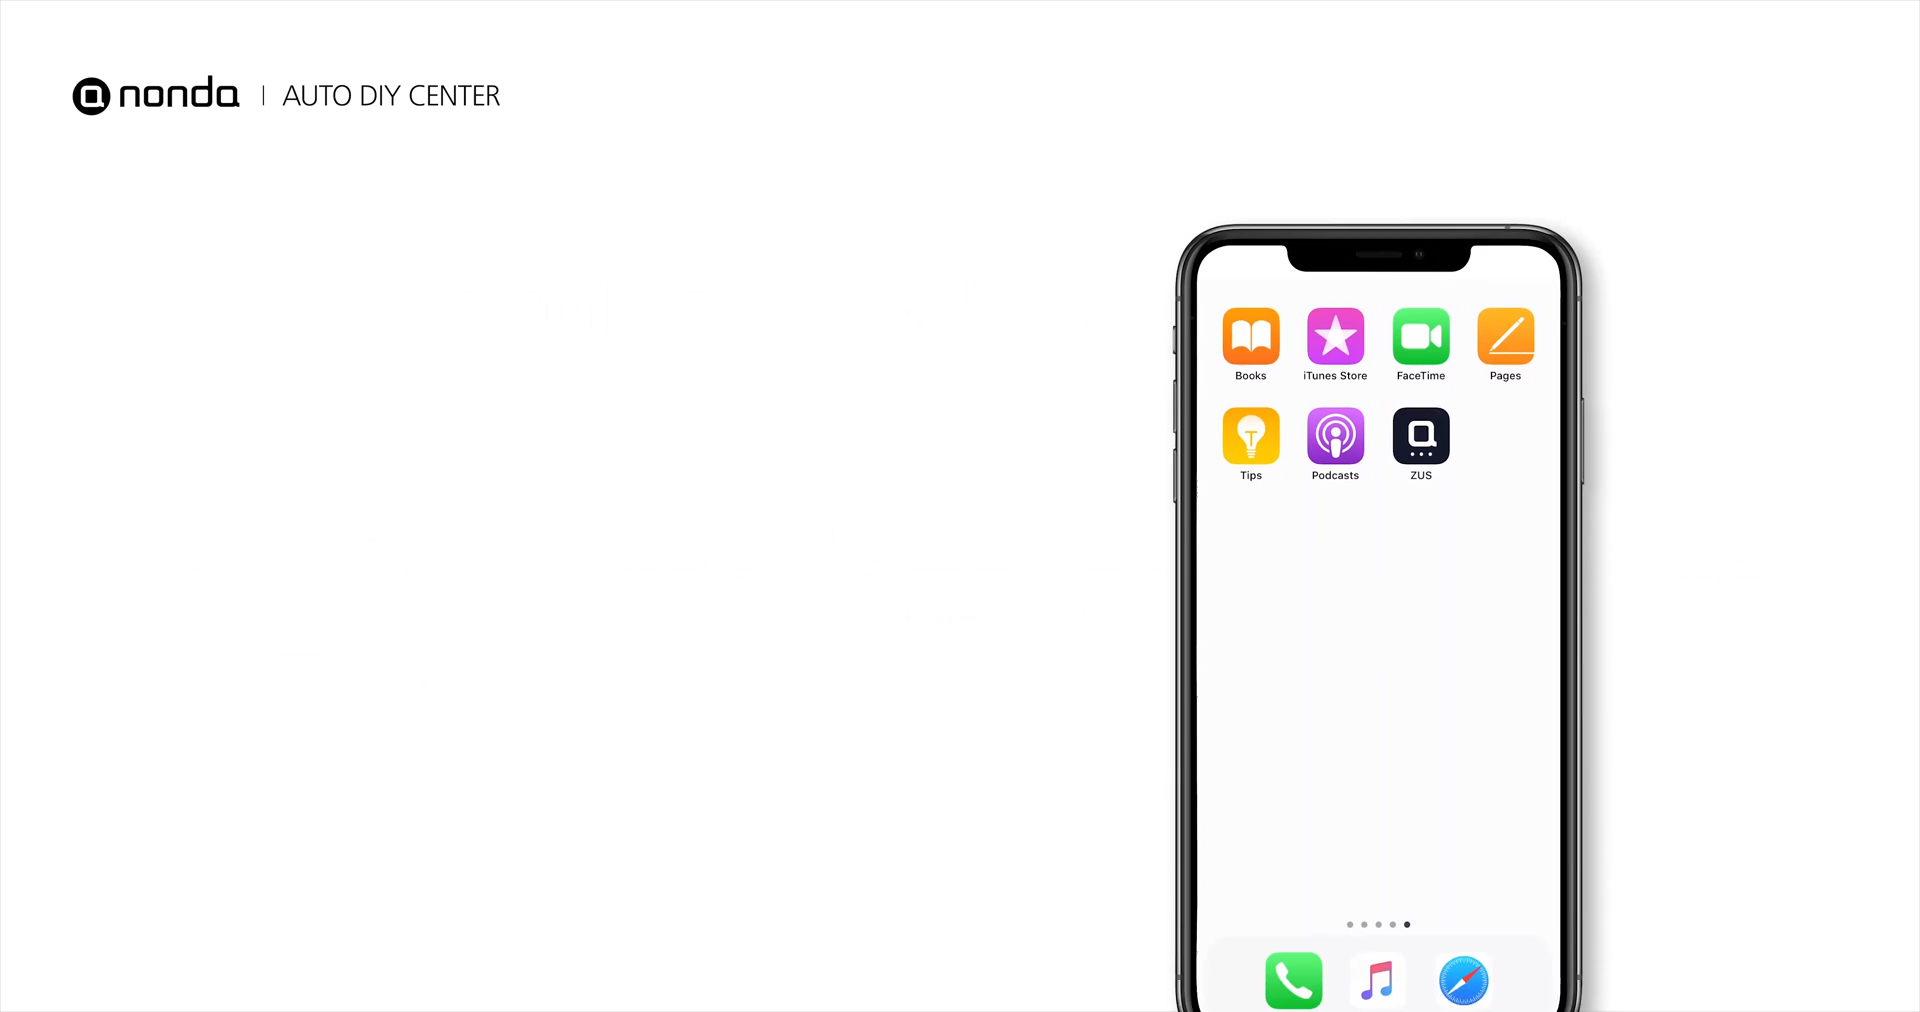 nonda | AUTO DIY CENTER
Books iTunes Store FaceTime Pages
Tips Podcasts ZUS